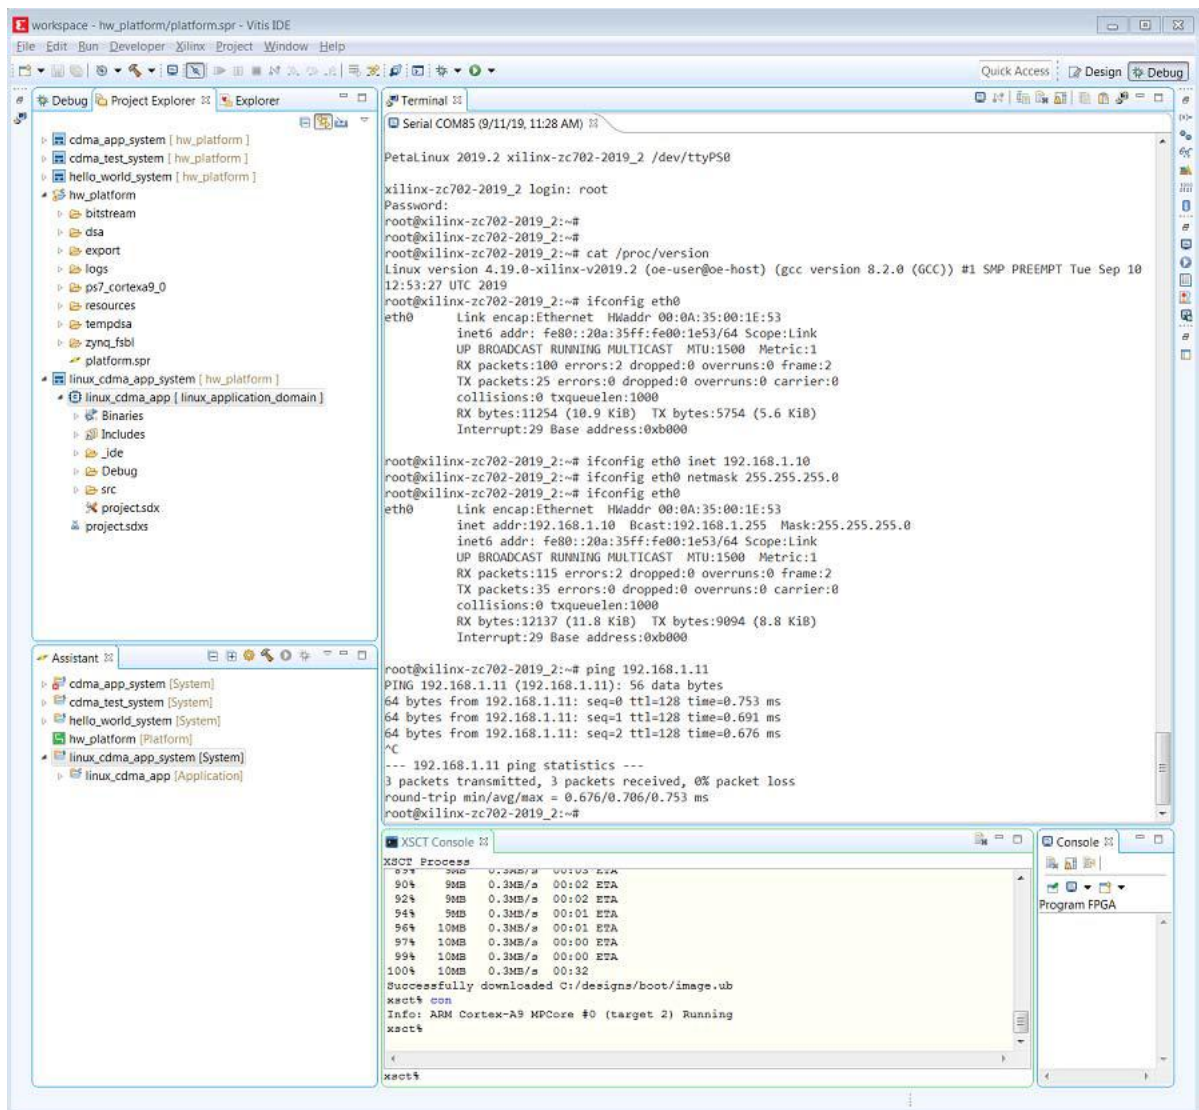 workspace - hw_platform/platform.spr - Vitis IDE
File Edit Run Developer Xilinx Project Window Help
Quick Access Design Debug
Debug Project Explorer Explorer
cdma_app_system [ hw_platform ]
cdma_test_system [ hw_platform ]
hello_world_system [ hw_platform ]
hw_platform
bitstream
dsa
export
logs
ps7_cortexa9_0
resources
tempdsa
zynq_fsbl
platform.spr
linux_cdma_app_system [ hw_platform ]
linux_cdma_app [ linux_application_domain ]
Binaries
Includes
_ide
Debug
src
project.sdx
project.sdxs
Assistant
cdma_app_system [System]
cdma_test_system [System]
hello_world_system [System]
hw_platform [Platform]
linux_cdma_app_system [System]
linux_cdma_app [Application]
Terminal
Serial COM85 (9/11/19, 11:28 AM)
PetaLinux 2019.2 xilinx-zc702-2019_2 /dev/ttyPS0
xilinx-zc702-2019_2 login: root
Password:
root@xilinx-zc702-2019_2:~#
root@xilinx-zc702-2019_2:~#
root@xilinx-zc702-2019_2:~# cat /proc/version
Linux version 4.19.0-xilinx-v2019.2 (oe-user@oe-host) (gcc version 8.2.0 (GCC)) #1 SMP PREEMPT Tue Sep 10
12:53:27 UTC 2019
root@xilinx-zc702-2019_2:~# ifconfig eth0
eth0 Link encap:Ethernet HWaddr 00:0A:35:00:1E:53
inet6 addr: fe80::20a:35ff:fe00:1e53/64 Scope:Link
UP BROADCAST RUNNING MULTICAST MTU:1500 Metric:1
RX packets:100 errors:2 dropped:0 overruns:0 frame:2
TX packets:25 errors:0 dropped:0 overruns:0 carrier:0
collisions:0 txqueuelen:1000
RX bytes:11254 (10.9 KiB) TX bytes:5754 (5.6 KiB)
Interrupt:29 Base address:0xb000
root@xilinx-zc702-2019_2:~# ifconfig eth0 inet 192.168.1.10
root@xilinx-zc702-2019_2:~# ifconfig eth0 netmask 255.255.255.0
root@xilinx-zc702-2019_2:~# ifconfig eth0
eth0 Link encap:Ethernet HWaddr 00:0A:35:00:1E:53
inet addr:192.168.1.10 Bcast:192.168.1.255 Mask:255.255.255.0
inet6 addr: fe80::20a:35ff:fe00:1e53/64 Scope:Link
UP BROADCAST RUNNING MULTICAST MTU:1500 Metric:1
RX packets:115 errors:2 dropped:0 overruns:0 frame:2
TX packets:35 errors:0 dropped:0 overruns:0 carrier:0
collisions:0 txqueuelen:1000
RX bytes:12137 (11.8 KiB) TX bytes:9094 (8.8 KiB)
Interrupt:29 Base address:0xb000
root@xilinx-zc702-2019_2:~# ping 192.168.1.11
PING 192.168.1.11 (192.168.1.11): 56 data bytes
64 bytes from 192.168.1.11: seq=0 ttl=128 time=0.753 ms
64 bytes from 192.168.1.11: seq=1 ttl=128 time=0.691 ms
64 bytes from 192.168.1.11: seq=2 ttl=128 time=0.676 ms
^C
--- 192.168.1.11 ping statistics ---
3 packets transmitted, 3 packets received, 0% packet loss
round-trip min/avg/max = 0.676/0.706/0.753 ms
root@xilinx-zc702-2019_2:~#
XSCT Console
XSCT Process
89% 9MB 0.3MB/s 00:03 ETA
90% 9MB 0.3MB/s 00:02 ETA
92% 9MB 0.3MB/s 00:02 ETA
94% 9MB 0.3MB/s 00:01 ETA
96% 10MB 0.3MB/s 00:01 ETA
97% 10MB 0.3MB/s 00:00 ETA
99% 10MB 0.3MB/s 00:00 ETA
100% 10MB 0.3MB/s 00:32
Successfully downloaded C:/designs/boot/image.ub
xsct% con
Info: ARM Cortex-A9 MPCore #0 (target 2) Running
xsct%
xsct%
Console
Program FPGA